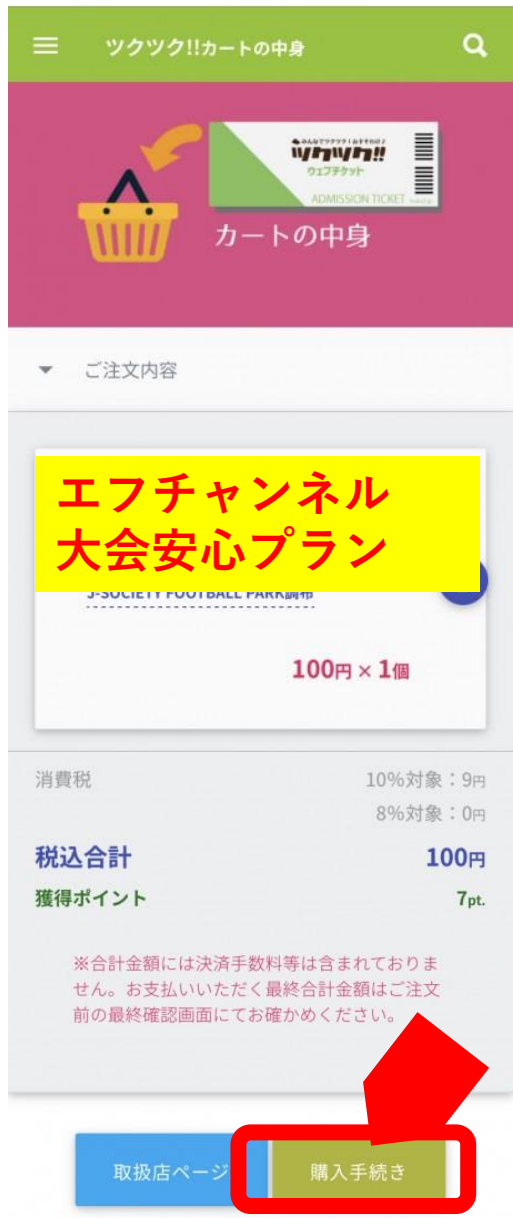 ツクツク!!カートの中身
みんなでツクツク!おすそわけ♪
ツクツク!!
ウェブチケット
ADMISSION TICKET
カートの中身
ご注文内容
エフチャンネル
大会安心プラン
J-SOCIETY FOOTBALL PARK調布
100円 × 1個
消費税 10%対象：9円
8%対象：0円
税込合計 100円
獲得ポイント 7pt.
※合計金額には決済手数料等は含まれておりま
せん。お支払いいただく最終合計金額はご注文
前の最終確認画面にてお確かめください。
取扱店ページ 購入手続き